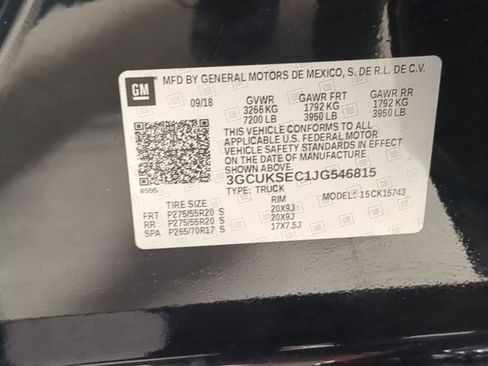 GM MFD BY GENERAL MOTORS DE MEXICO, S. DE R.L. DE C.V.
09/18 GVWR GAWR FRT GAWR RR
3266 KG 1792 KG 1792 KG
7200 LB 3950 LB 3950 LB
THIS VEHICLE CONFORMS TO ALL
APPLICABLE U.S. FEDERAL MOTOR
VEHICLE SAFETY STANDARDS IN EFFECT
ON THE DATE OF MANUFACTURE SHOWN ABOVE.
3GCUKSEC1JG546815
TYPE: TRUCK MODEL: 15CK15743
TIRE SIZE RIM
FRT P275/55R20 S 20X9J
RR P275/55R20 S 20X9J
SPA P265/70R17 S 17X7.5J